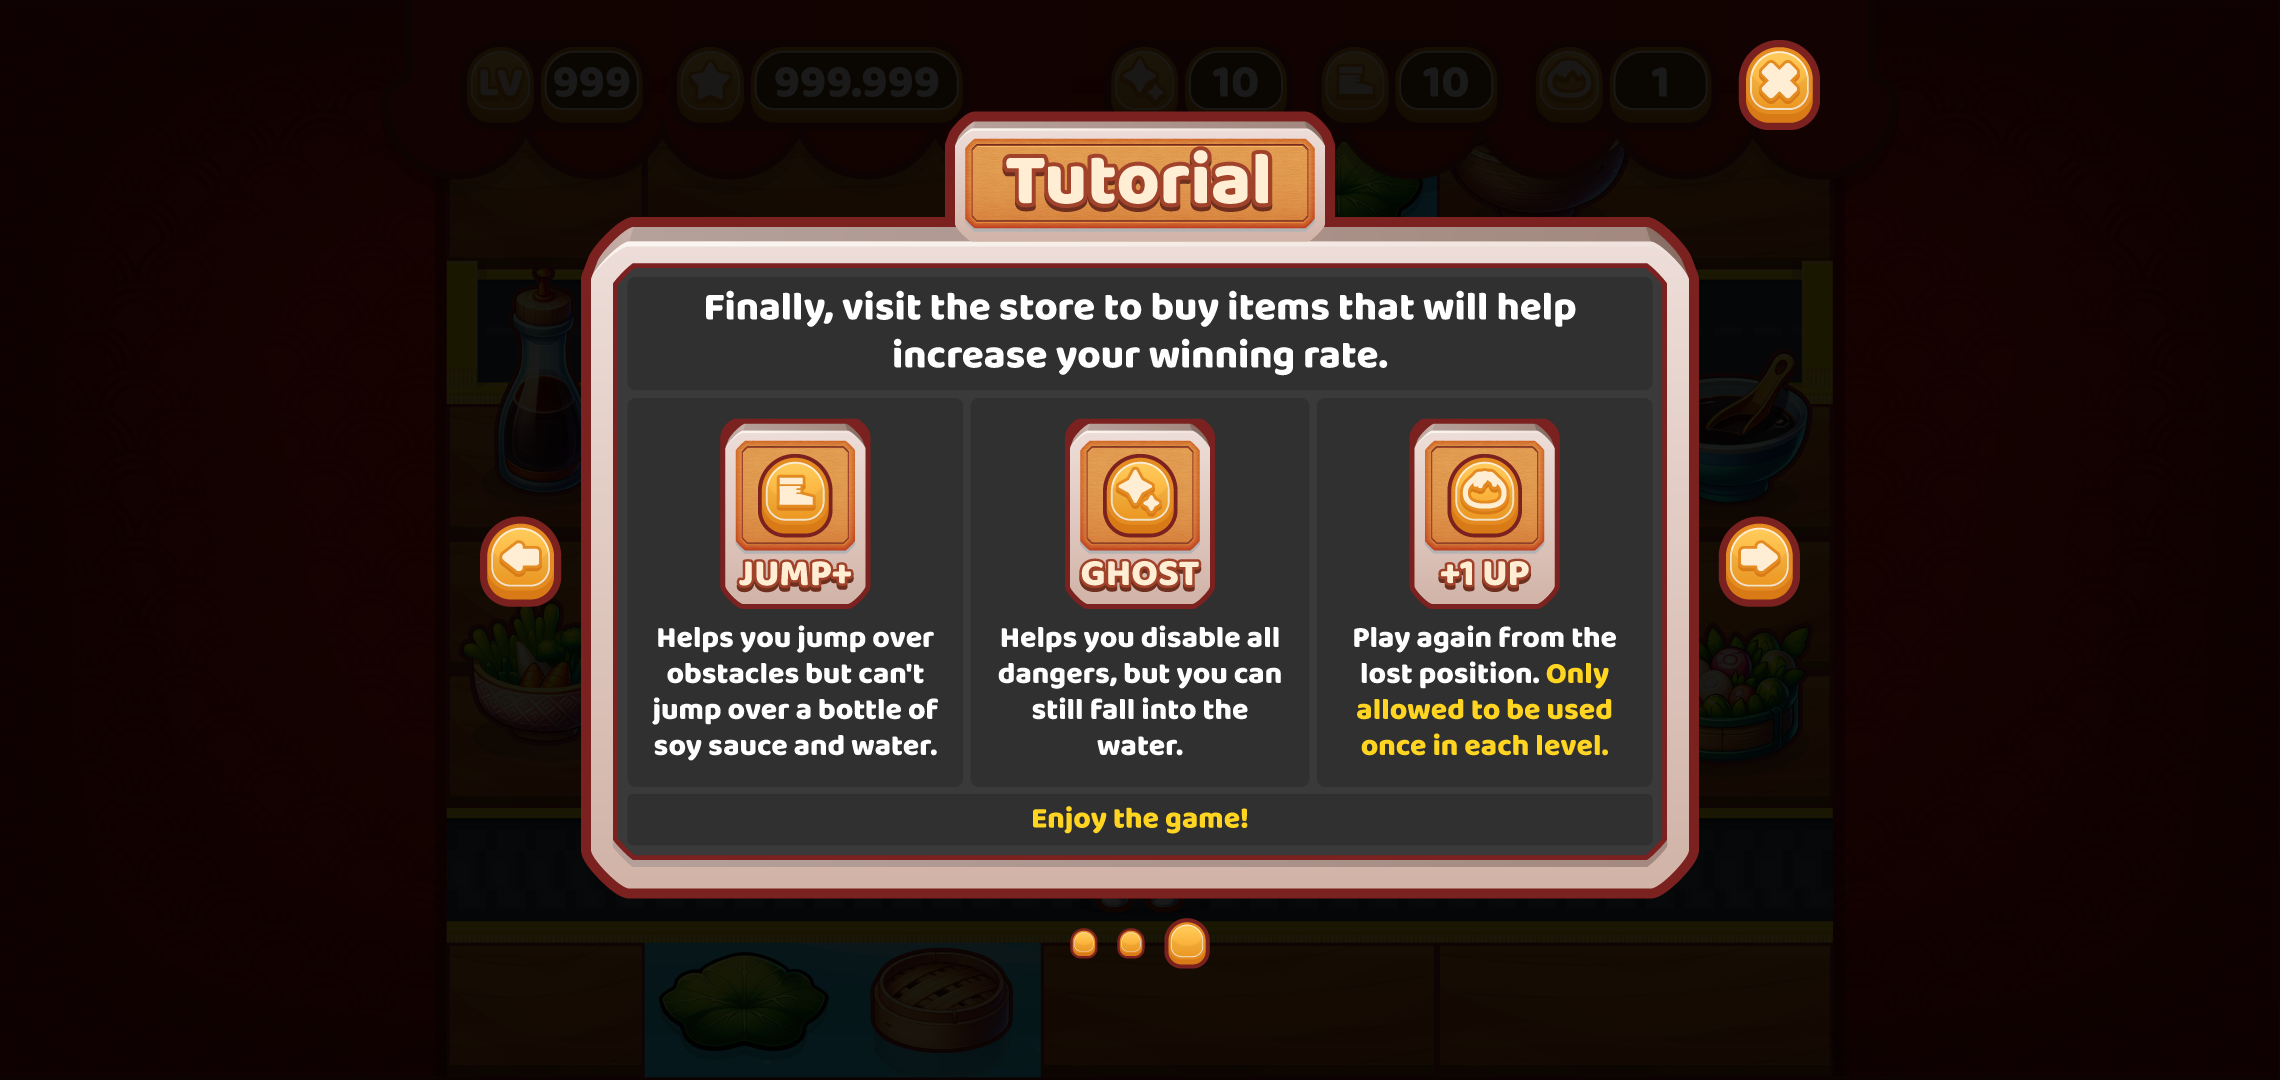 LV 999 999.999 10 10 1
Tutorial
Finally, visit the store to buy items that will help
increase your winning rate.
JUMP+
Helps you jump over
obstacles but can't
jump over a bottle of
soy sauce and water.
GHOST
Helps you disable all
dangers, but you can
still fall into the
water.
+1 UP
Play again from the
lost position. Only
allowed to be used
once in each level.
Enjoy the game!